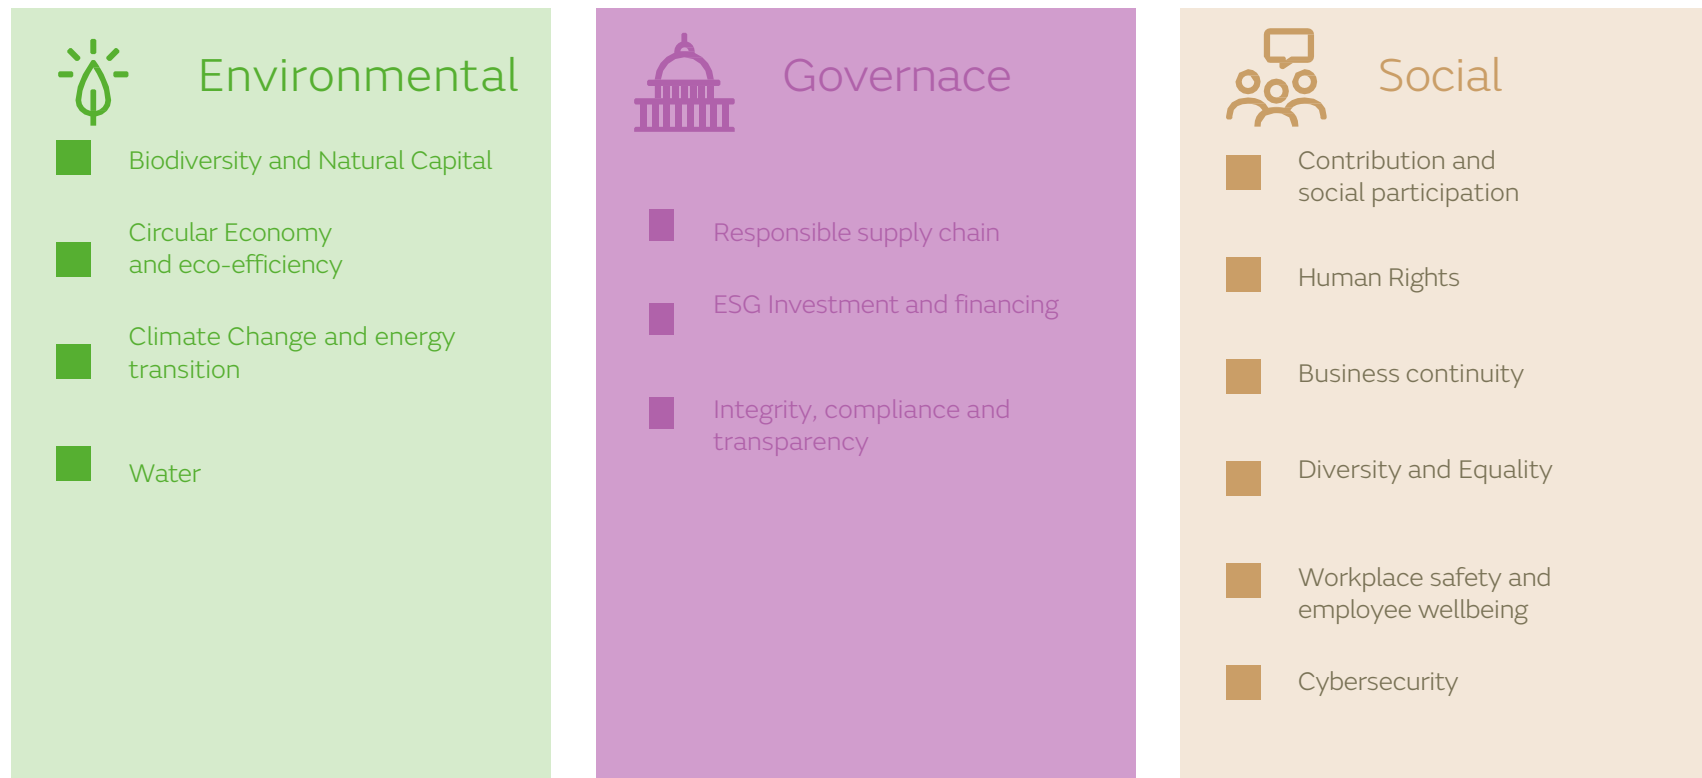 Environmental
Biodiversity and Natural Capital
Circular Economy
and eco-efficiency
Climate Change and energy
transition
Water
Governace
Responsible supply chain
ESG Investment and financing
Integrity, compliance and
transparency
Social
Contribution and
social participation
Human Rights
Business continuity
Diversity and Equality
Workplace safety and
employee wellbeing
Cybersecurity